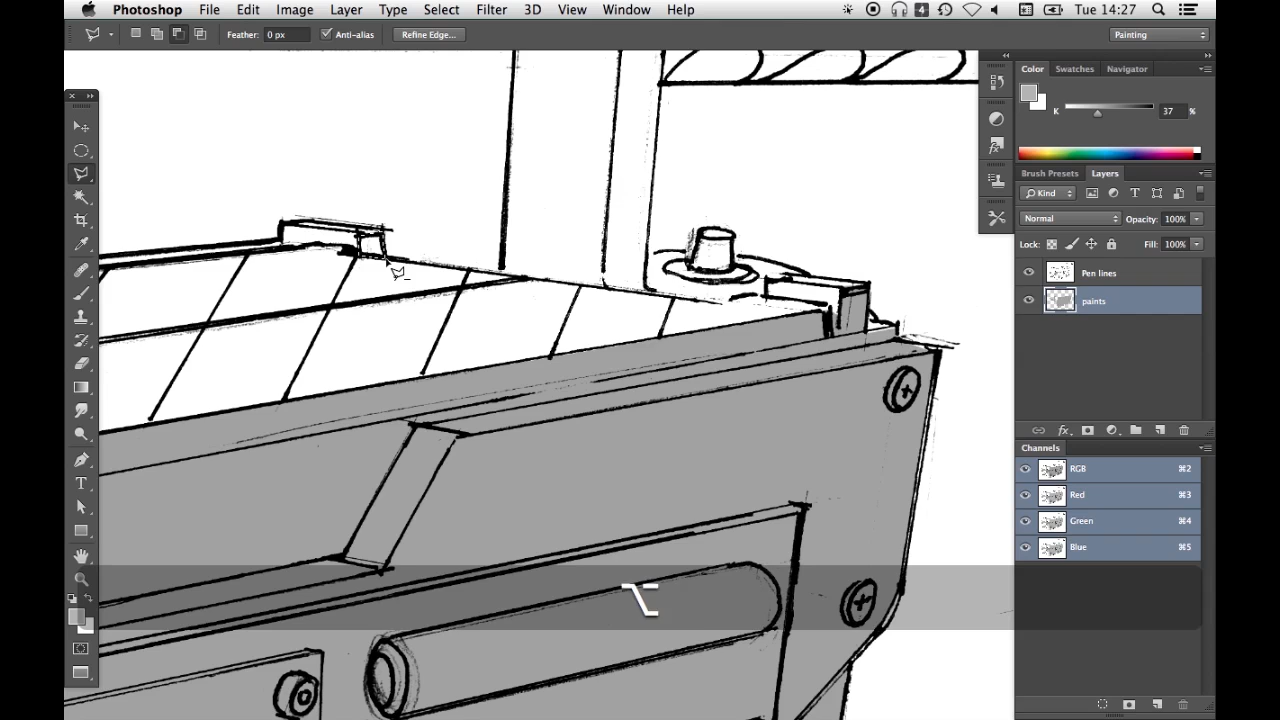 Photoshop File Edit Image Layer Type Select Filter 3D View Window Help 4 Tue 14:27
Feather: 0 px Anti-alias Refine Edge... Painting
Color Swatches Navigator
K 37 %
Brush Presets Layers
Kind
Normal Opacity: 100%
Lock: Fill: 100%
Pen lines
paints
Channels
RGB ⌘2
Red ⌘3
Green ⌘4
Blue ⌘5
⌥